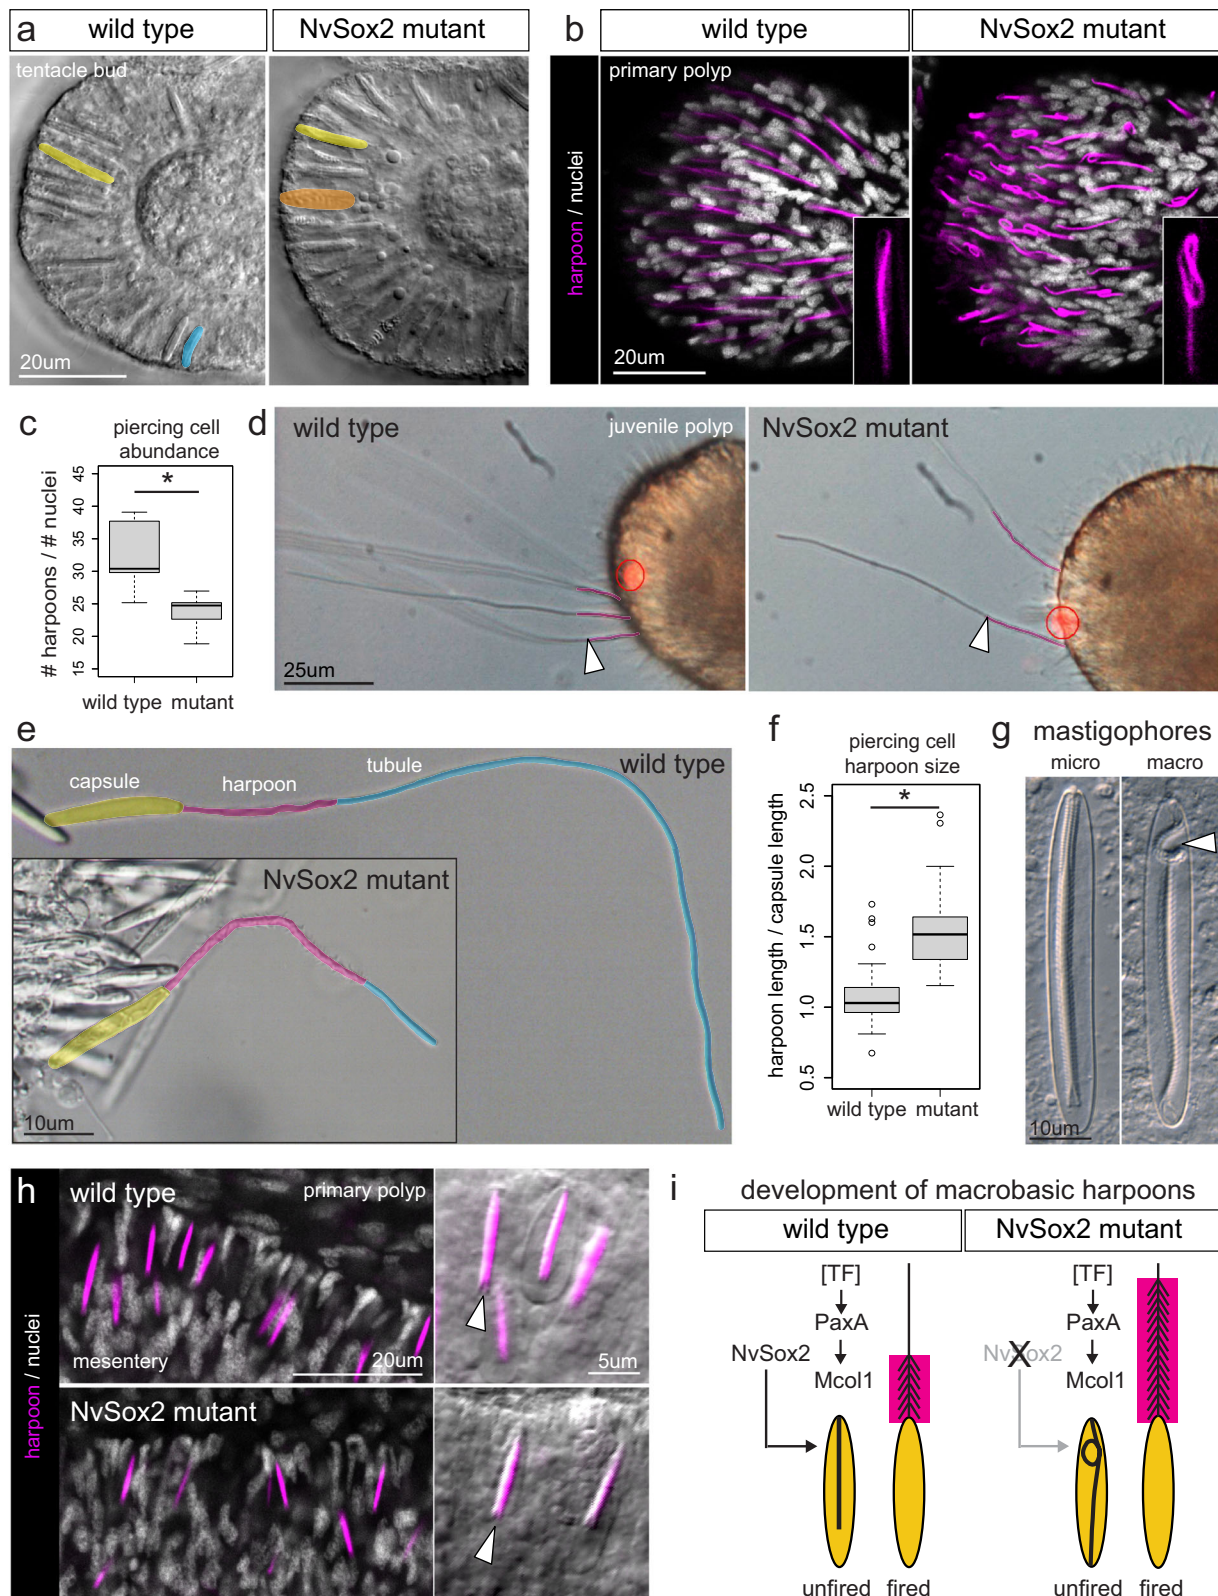 a
wild type
NvSox2 mutant
tentacle bud
20um
b
wild type
NvSox2 mutant
harpoon / nuclei
primary polyp
20um
c
piercing cell
abundance
# harpoons / # nuclei
45
40
35
30
25
20
15
*
wild type
mutant
d
wild type
juvenile polyp
25um
NvSox2 mutant
e
capsule
harpoon
tubule
wild type
NvSox2 mutant
10um
f
piercing cell
harpoon size
harpoon length / capsule length
2.5
2.0
1.5
1.0
0.5
*
wild type
mutant
g
mastigophores
micro
macro
10um
h
harpoon / nuclei
wild type
primary polyp
mesentery
20um
5um
NvSox2 mutant
i
development of macrobasic harpoons
wild type
NvSox2 mutant
[TF]
PaxA
NvSox2
Mcol1
unfired
fired
[TF]
PaxA
NvSox2
X
Mcol1
unfired
fired